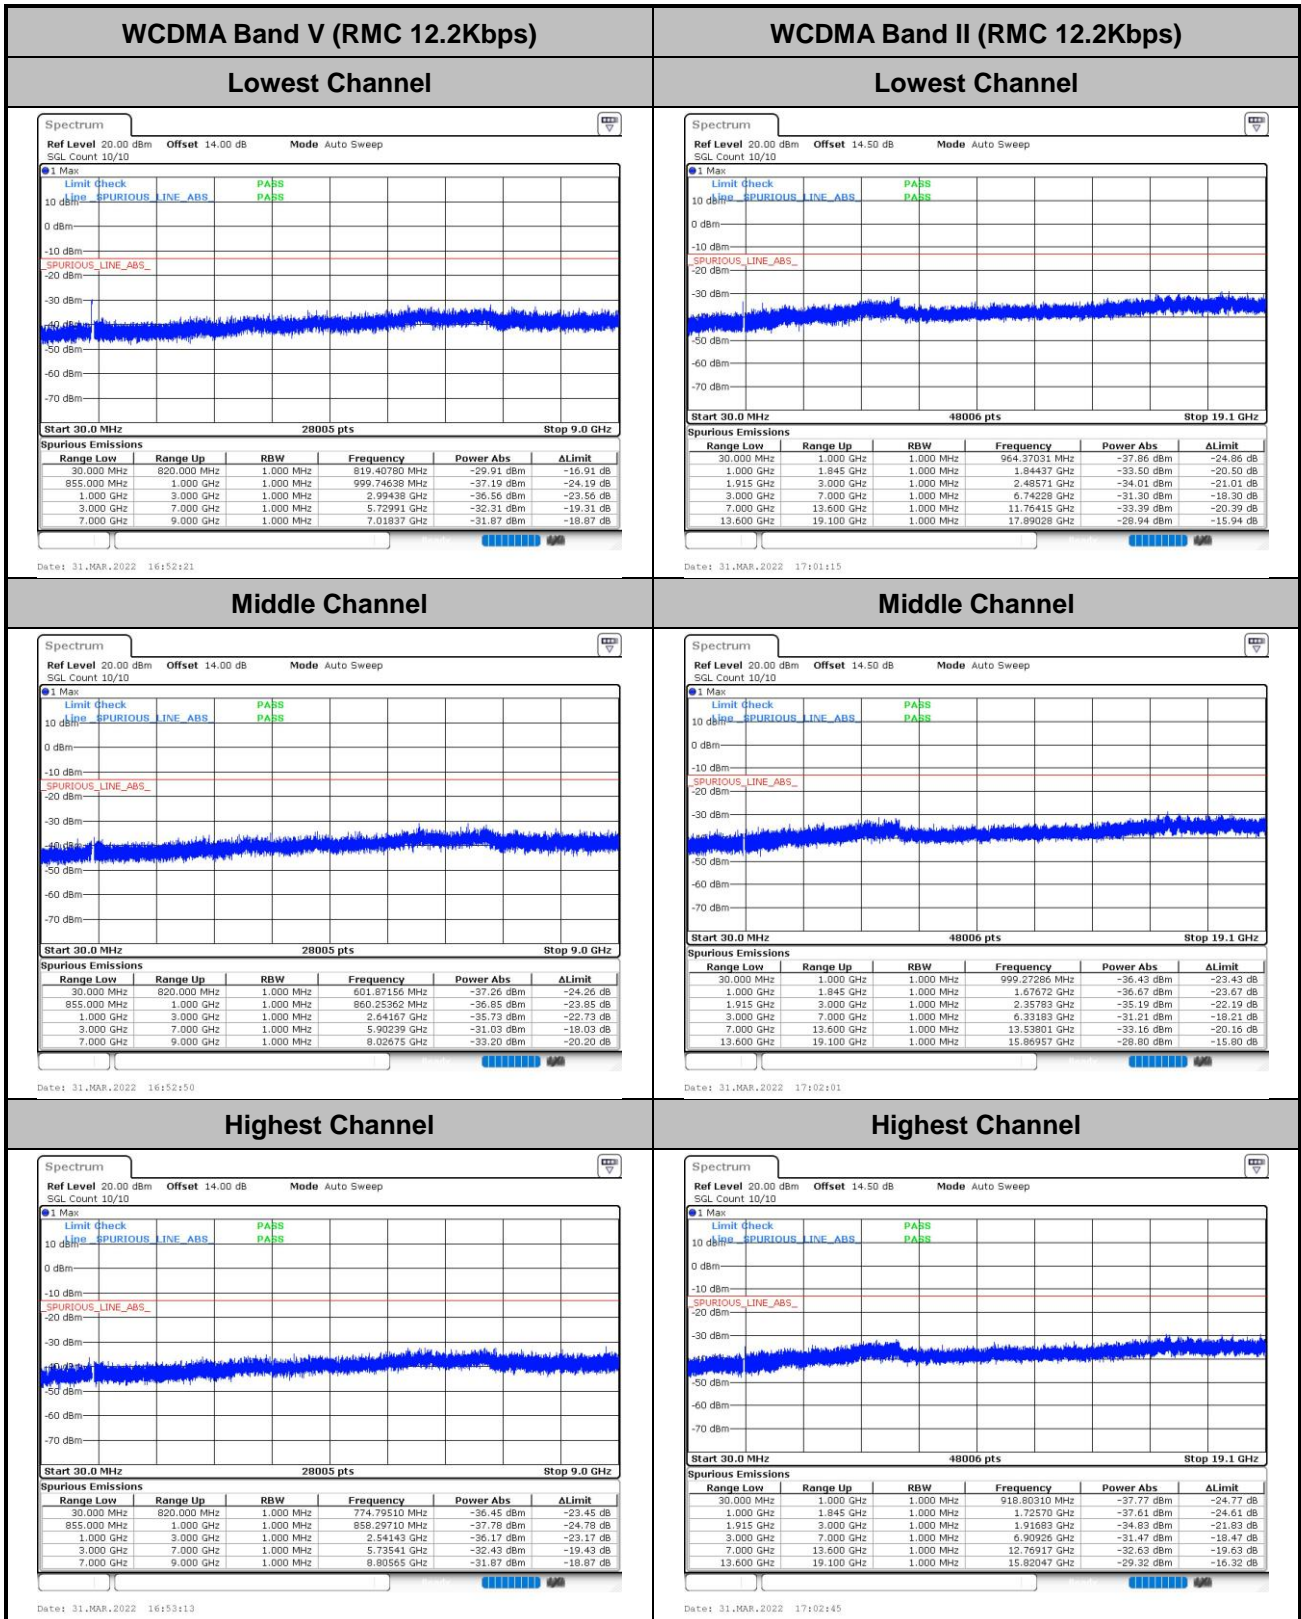 WCDMA Band V (RMC 12.2Kbps) WCDMA Band II (RMC 12.2Kbps)
Lowest Channel Lowest Channel
Spectrum
Ref Level 20.00 dBm Offset 14.00 dB Mode Auto Sweep
SGL Count 10/10
1 Max
Limit Check PASS
Line _SPURIOUS_LINE_ABS_ PASS
10 dBm
0 dBm
-10 dBm
_SPURIOUS_LINE_ABS_
-20 dBm
-30 dBm
-40 dBm
-50 dBm
-60 dBm
-70 dBm
Start 30.0 MHz 28005 pts Stop 9.0 GHz
Spurious Emissions
Range Low Range Up RBW Frequency Power Abs ΔLimit
30.000 MHz 820.000 MHz 1.000 MHz 819.40780 MHz -29.91 dBm -16.91 dB
855.000 MHz 1.000 GHz 1.000 MHz 999.74638 MHz -37.19 dBm -24.19 dB
1.000 GHz 3.000 GHz 1.000 MHz 2.99438 GHz -36.56 dBm -23.56 dB
3.000 GHz 7.000 GHz 1.000 MHz 5.72991 GHz -32.31 dBm -19.31 dB
7.000 GHz 9.000 GHz 1.000 MHz 7.01837 GHz -31.87 dBm -18.87 dB
Date: 31.MAR.2022 16:52:21
Spectrum
Ref Level 20.00 dBm Offset 14.50 dB Mode Auto Sweep
SGL Count 10/10
1 Max
Limit Check PASS
Line _SPURIOUS_LINE_ABS_ PASS
10 dBm
0 dBm
-10 dBm
_SPURIOUS_LINE_ABS_
-20 dBm
-30 dBm
-50 dBm
-60 dBm
-70 dBm
Start 30.0 MHz 48006 pts Stop 19.1 GHz
Spurious Emissions
Range Low Range Up RBW Frequency Power Abs ΔLimit
30.000 MHz 1.000 GHz 1.000 MHz 964.37031 MHz -37.86 dBm -24.86 dB
1.000 GHz 1.845 GHz 1.000 MHz 1.84437 GHz -33.50 dBm -20.50 dB
1.915 GHz 3.000 GHz 1.000 MHz 2.48571 GHz -34.01 dBm -21.01 dB
3.000 GHz 7.000 GHz 1.000 MHz 6.74228 GHz -31.30 dBm -18.30 dB
7.000 GHz 13.600 GHz 1.000 MHz 11.76415 GHz -33.39 dBm -20.39 dB
13.600 GHz 19.100 GHz 1.000 MHz 17.89028 GHz -28.94 dBm -15.94 dB
Date: 31.MAR.2022 17:01:15
Middle Channel Middle Channel
Spectrum
Ref Level 20.00 dBm Offset 14.00 dB Mode Auto Sweep
SGL Count 10/10
1 Max
Limit Check PASS
Line _SPURIOUS_LINE_ABS_ PASS
10 dBm
0 dBm
-10 dBm
_SPURIOUS_LINE_ABS_
-20 dBm
-30 dBm
-40 dBm
-50 dBm
-60 dBm
-70 dBm
Start 30.0 MHz 28005 pts Stop 9.0 GHz
Spurious Emissions
Range Low Range Up RBW Frequency Power Abs ΔLimit
30.000 MHz 820.000 MHz 1.000 MHz 601.87156 MHz -37.26 dBm -24.26 dB
855.000 MHz 1.000 GHz 1.000 MHz 860.25362 MHz -36.85 dBm -23.85 dB
1.000 GHz 3.000 GHz 1.000 MHz 2.64167 GHz -35.73 dBm -22.73 dB
3.000 GHz 7.000 GHz 1.000 MHz 5.90239 GHz -31.03 dBm -18.03 dB
7.000 GHz 9.000 GHz 1.000 MHz 8.02675 GHz -33.20 dBm -20.20 dB
Date: 31.MAR.2022 16:52:50
Spectrum
Ref Level 20.00 dBm Offset 14.50 dB Mode Auto Sweep
SGL Count 10/10
1 Max
Limit Check PASS
Line _SPURIOUS_LINE_ABS_ PASS
10 dBm
0 dBm
-10 dBm
_SPURIOUS_LINE_ABS_
-20 dBm
-30 dBm
-50 dBm
-60 dBm
-70 dBm
Start 30.0 MHz 48006 pts Stop 19.1 GHz
Spurious Emissions
Range Low Range Up RBW Frequency Power Abs ΔLimit
30.000 MHz 1.000 GHz 1.000 MHz 999.27286 MHz -36.43 dBm -23.43 dB
1.000 GHz 1.845 GHz 1.000 MHz 1.67672 GHz -36.67 dBm -23.67 dB
1.915 GHz 3.000 GHz 1.000 MHz 2.35783 GHz -35.19 dBm -22.19 dB
3.000 GHz 7.000 GHz 1.000 MHz 6.33183 GHz -31.21 dBm -18.21 dB
7.000 GHz 13.600 GHz 1.000 MHz 13.53801 GHz -33.16 dBm -20.16 dB
13.600 GHz 19.100 GHz 1.000 MHz 15.86957 GHz -28.80 dBm -15.80 dB
Date: 31.MAR.2022 17:02:01
Highest Channel Highest Channel
Spectrum
Ref Level 20.00 dBm Offset 14.00 dB Mode Auto Sweep
SGL Count 10/10
1 Max
Limit Check PASS
Line _SPURIOUS_LINE_ABS_ PASS
10 dBm
0 dBm
-10 dBm
_SPURIOUS_LINE_ABS_
-20 dBm
-30 dBm
-40 dBm
-50 dBm
-60 dBm
-70 dBm
Start 30.0 MHz 28005 pts Stop 9.0 GHz
Spurious Emissions
Range Low Range Up RBW Frequency Power Abs ΔLimit
30.000 MHz 820.000 MHz 1.000 MHz 774.79510 MHz -36.45 dBm -23.45 dB
855.000 MHz 1.000 GHz 1.000 MHz 858.29710 MHz -37.78 dBm -24.78 dB
1.000 GHz 3.000 GHz 1.000 MHz 2.54143 GHz -36.17 dBm -23.17 dB
3.000 GHz 7.000 GHz 1.000 MHz 5.73541 GHz -32.43 dBm -19.43 dB
7.000 GHz 9.000 GHz 1.000 MHz 8.80565 GHz -31.87 dBm -18.87 dB
Date: 31.MAR.2022 16:53:13
Spectrum
Ref Level 20.00 dBm Offset 14.50 dB Mode Auto Sweep
SGL Count 10/10
1 Max
Limit Check PASS
Line _SPURIOUS_LINE_ABS_ PASS
10 dBm
0 dBm
-10 dBm
_SPURIOUS_LINE_ABS_
-20 dBm
-30 dBm
-50 dBm
-60 dBm
-70 dBm
Start 30.0 MHz 48006 pts Stop 19.1 GHz
Spurious Emissions
Range Low Range Up RBW Frequency Power Abs ΔLimit
30.000 MHz 1.000 GHz 1.000 MHz 918.80310 MHz -37.77 dBm -24.77 dB
1.000 GHz 1.845 GHz 1.000 MHz 1.72570 GHz -37.61 dBm -24.61 dB
1.915 GHz 3.000 GHz 1.000 MHz 1.91683 GHz -34.83 dBm -21.83 dB
3.000 GHz 7.000 GHz 1.000 MHz 6.90926 GHz -31.47 dBm -18.47 dB
7.000 GHz 13.600 GHz 1.000 MHz 12.76917 GHz -32.63 dBm -19.63 dB
13.600 GHz 19.100 GHz 1.000 MHz 15.82047 GHz -29.32 dBm -16.32 dB
Date: 31.MAR.2022 17:02:45